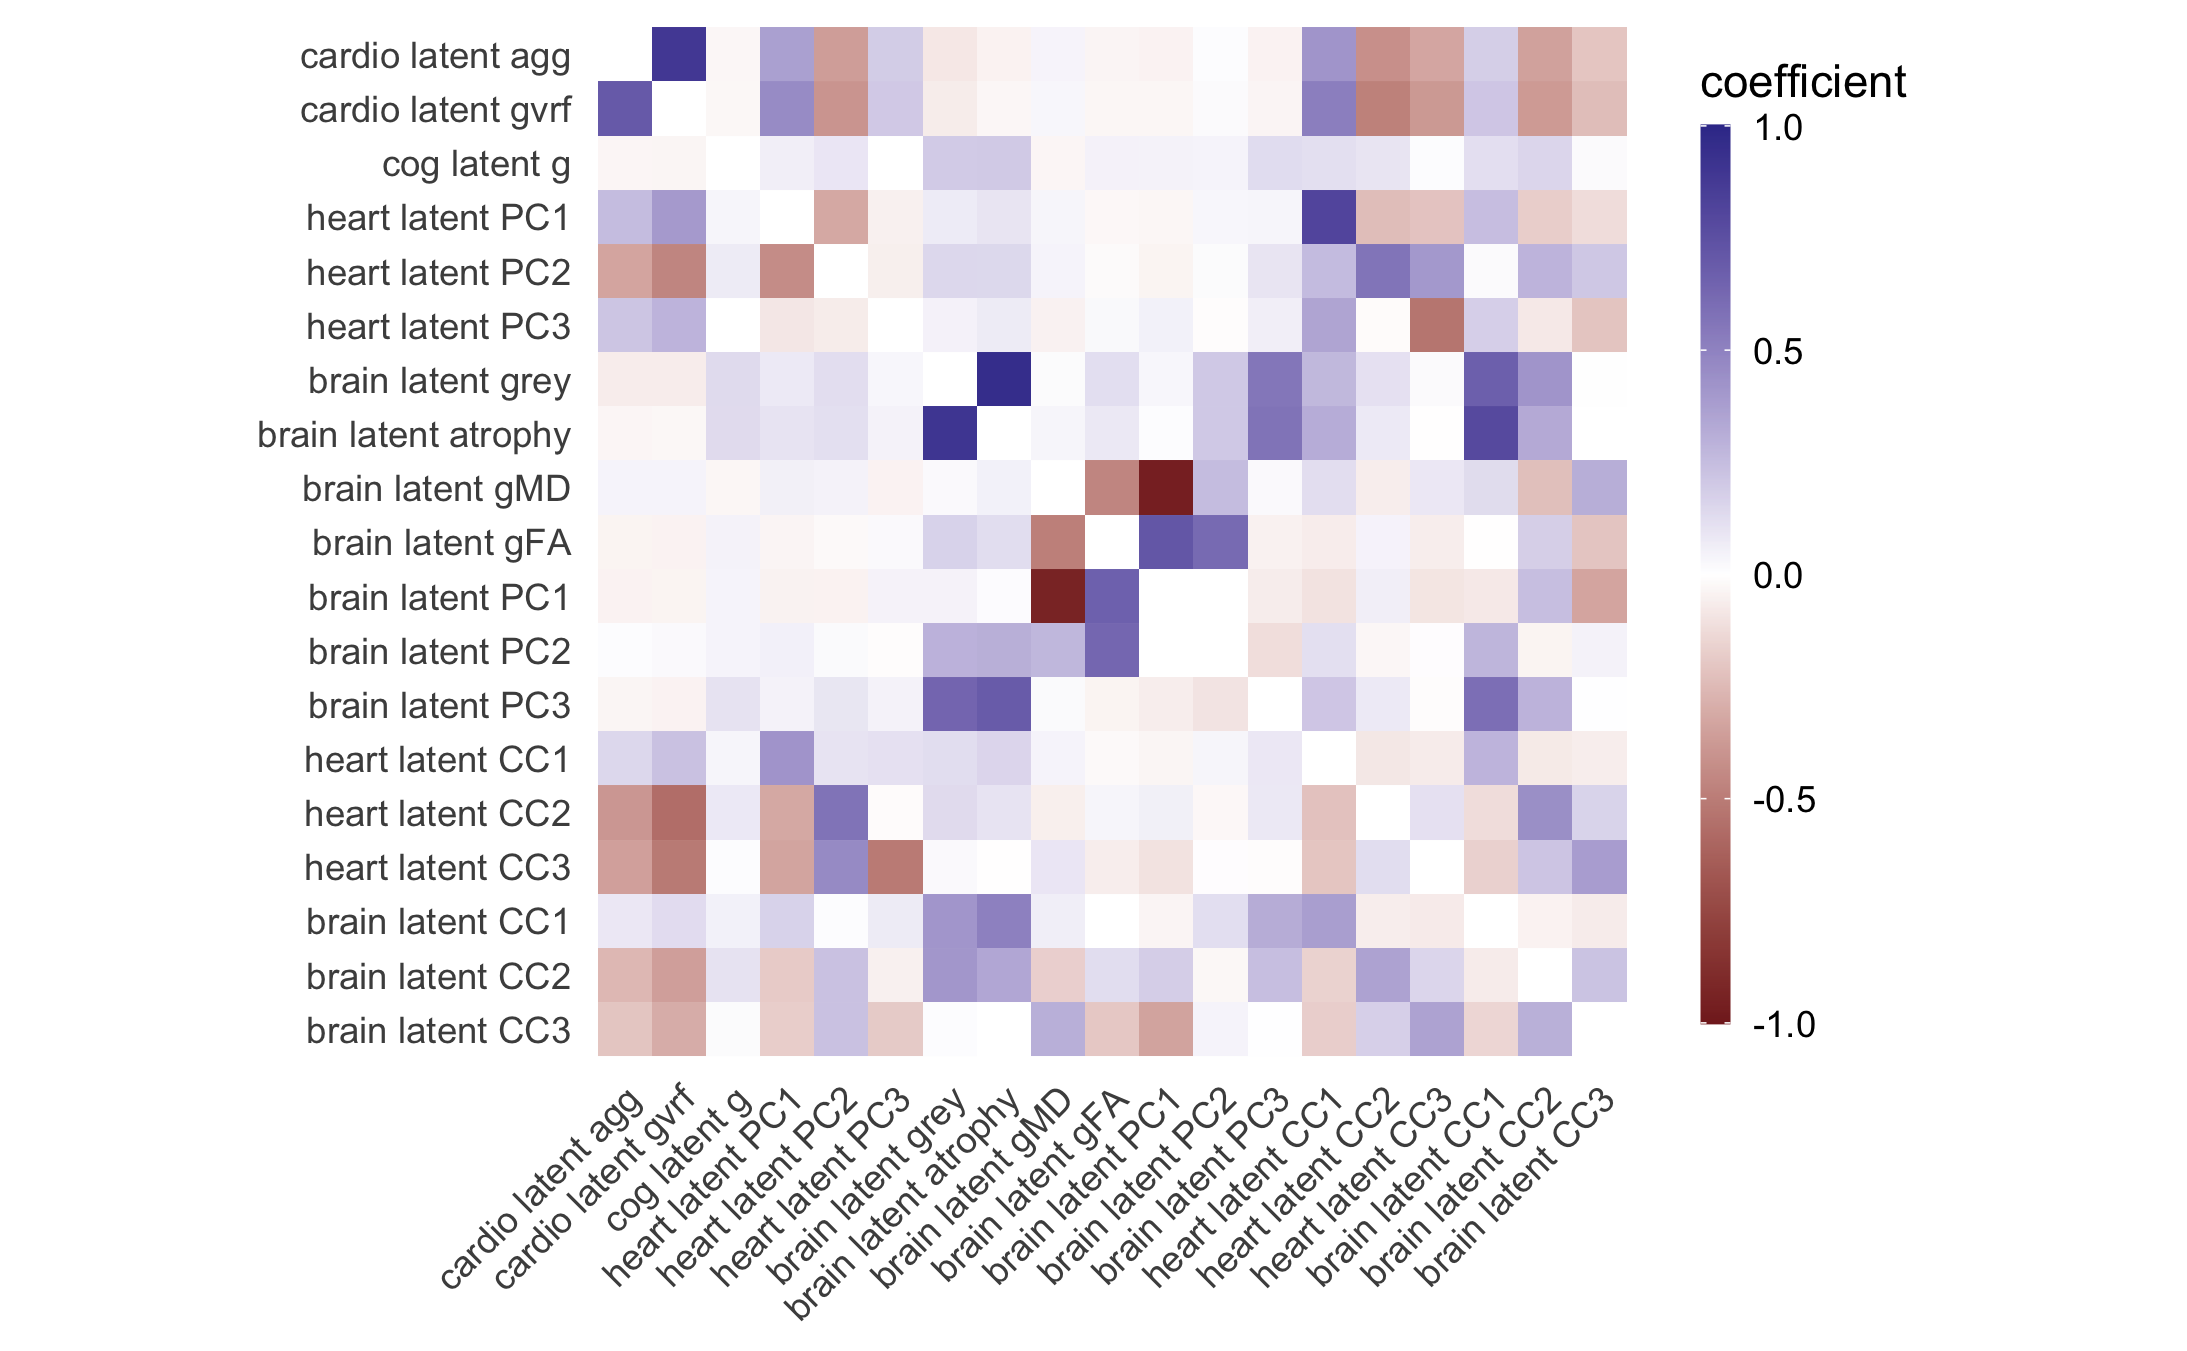 cardio latent agg
cardio latent gvrf
cog latent g
heart latent PC1
heart latent PC2
heart latent PC3
brain latent grey
brain latent atrophy
brain latent gMD
brain latent gFA
brain latent PC1
brain latent PC2
brain latent PC3
heart latent CC1
heart latent CC2
heart latent CC3
brain latent CC1
brain latent CC2
brain latent CC3
cardio latent agg
cardio latent gvrf
cog latent g
heart latent PC1
heart latent PC2
heart latent PC3
brain latent grey
brain latent atrophy
brain latent gMD
brain latent gFA
brain latent PC1
brain latent PC2
brain latent PC3
heart latent CC1
heart latent CC2
heart latent CC3
brain latent CC1
brain latent CC2
brain latent CC3
coefficient
1.0
0.5
0.0
-0.5
-1.0